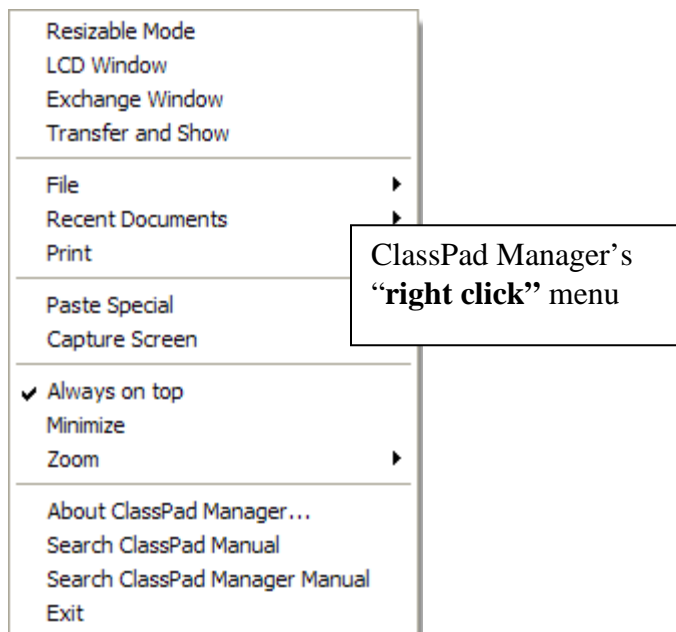 Resizable Mode
LCD Window
Exchange Window
Transfer and Show
File
Recent Documents
Print
Paste Special
Capture Screen
Always on top
Minimize
Zoom
About ClassPad Manager...
Search ClassPad Manual
Search ClassPad Manager Manual
Exit
ClassPad Manager’s
“right click” menu